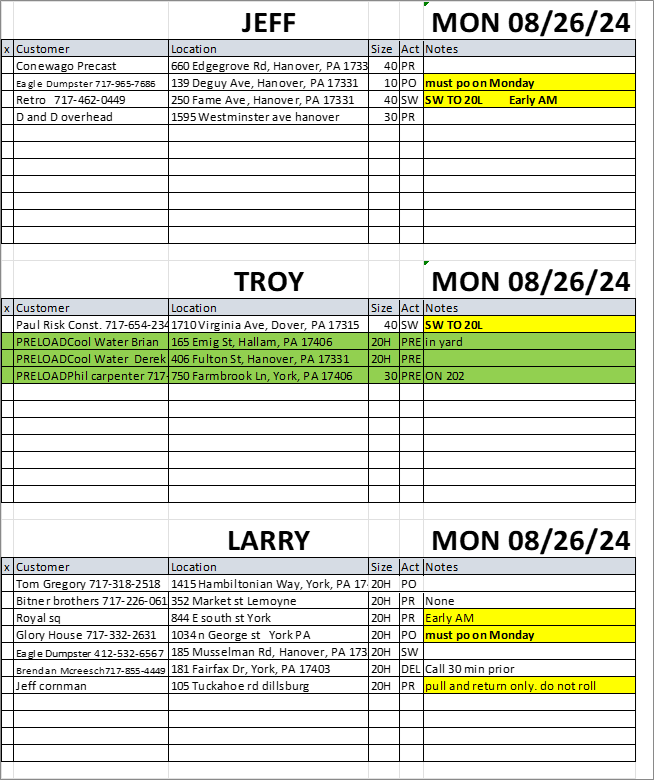 JEFF MON 08/26/24
x Customer Location Size Act Notes
Conewago Precast 660 Edgegrove Rd, Hanover, PA 1733 40 PR
Eagle Dumpster 717-965-7686 139 Deguy Ave, Hanover, PA 17331 10 PO must po on Monday
Retro 717-462-0449 250 Fame Ave, Hanover, PA 17331 40 SW SW TO 20L Early AM
D and D overhead 1595 Westminster ave hanover 30 PR
TROY MON 08/26/24
x Customer Location Size Act Notes
Paul Risk Const. 717-654-234 1710 Virginia Ave, Dover, PA 17315 40 SW SW TO 20L
PRELOADCool Water Brian 165 Emig St, Hallam, PA 17406 20H PRE in yard
PRELOADCool Water Derek 406 Fulton St, Hanover, PA 17331 20H PRE
PRELOADPhil carpenter 717- 750 Farmbrook Ln, York, PA 17406 30 PRE ON 202
LARRY MON 08/26/24
x Customer Location Size Act Notes
Tom Gregory 717-318-2518 1415 Hambiltonian Way, York, PA 17 20H PO
Bitner brothers 717-226-061 352 Market st Lemoyne 20H PR None
Royal sq 844 E south st York 20H PR Early AM
Glory House 717-332-2631 1034 n George st York PA 20H PO must po on Monday
Eagle Dumpster 412-532-6567 185 Musselman Rd, Hanover, PA 173 20H SW
Brendan Mcreesch717-855-4449 181 Fairfax Dr, York, PA 17403 20H DEL Call 30 min prior
Jeff cornman 105 Tuckahoe rd dillsburg 20H PR pull and return only. do not roll